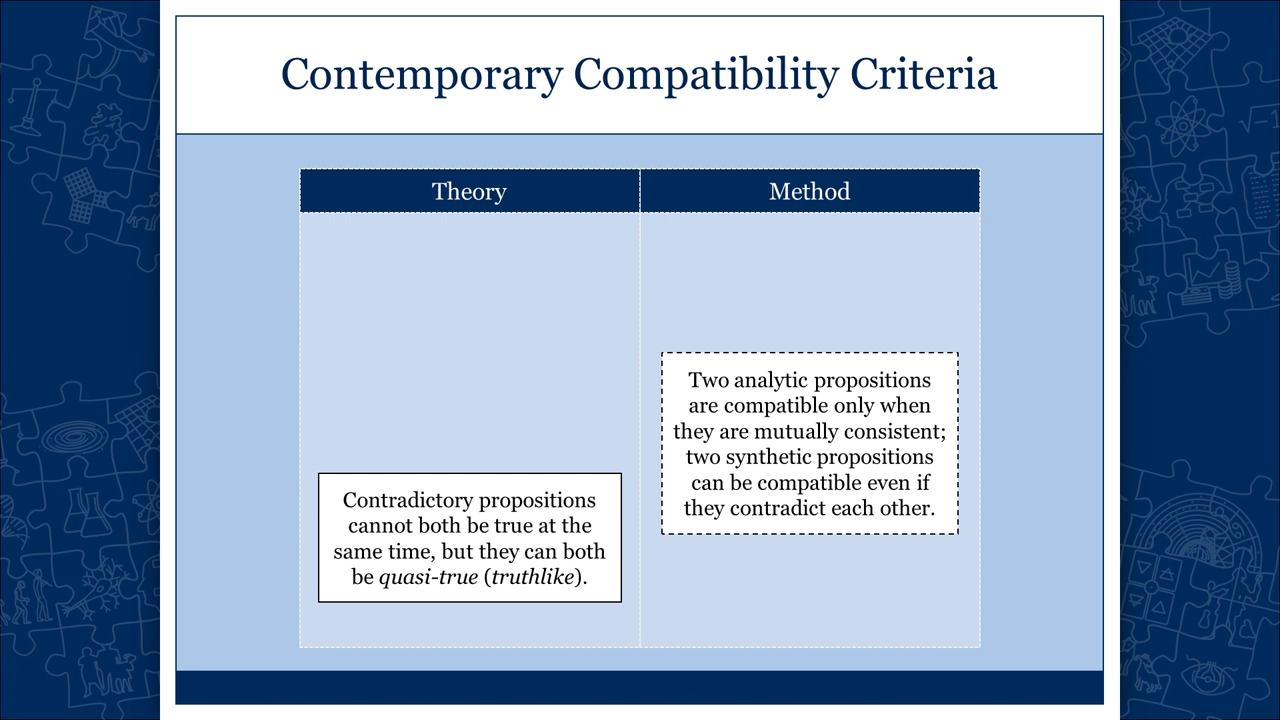 Contemporary Compatibility Criteria
Theory
Method
Two analytic propositions
are compatible only when
they are mutually consistent;
two synthetic propositions
can be compatible even if
they contradict each other.
Contradictory propositions
cannot both be true at the
same time, but they can both
be quasi-true (truthlike).
√-1